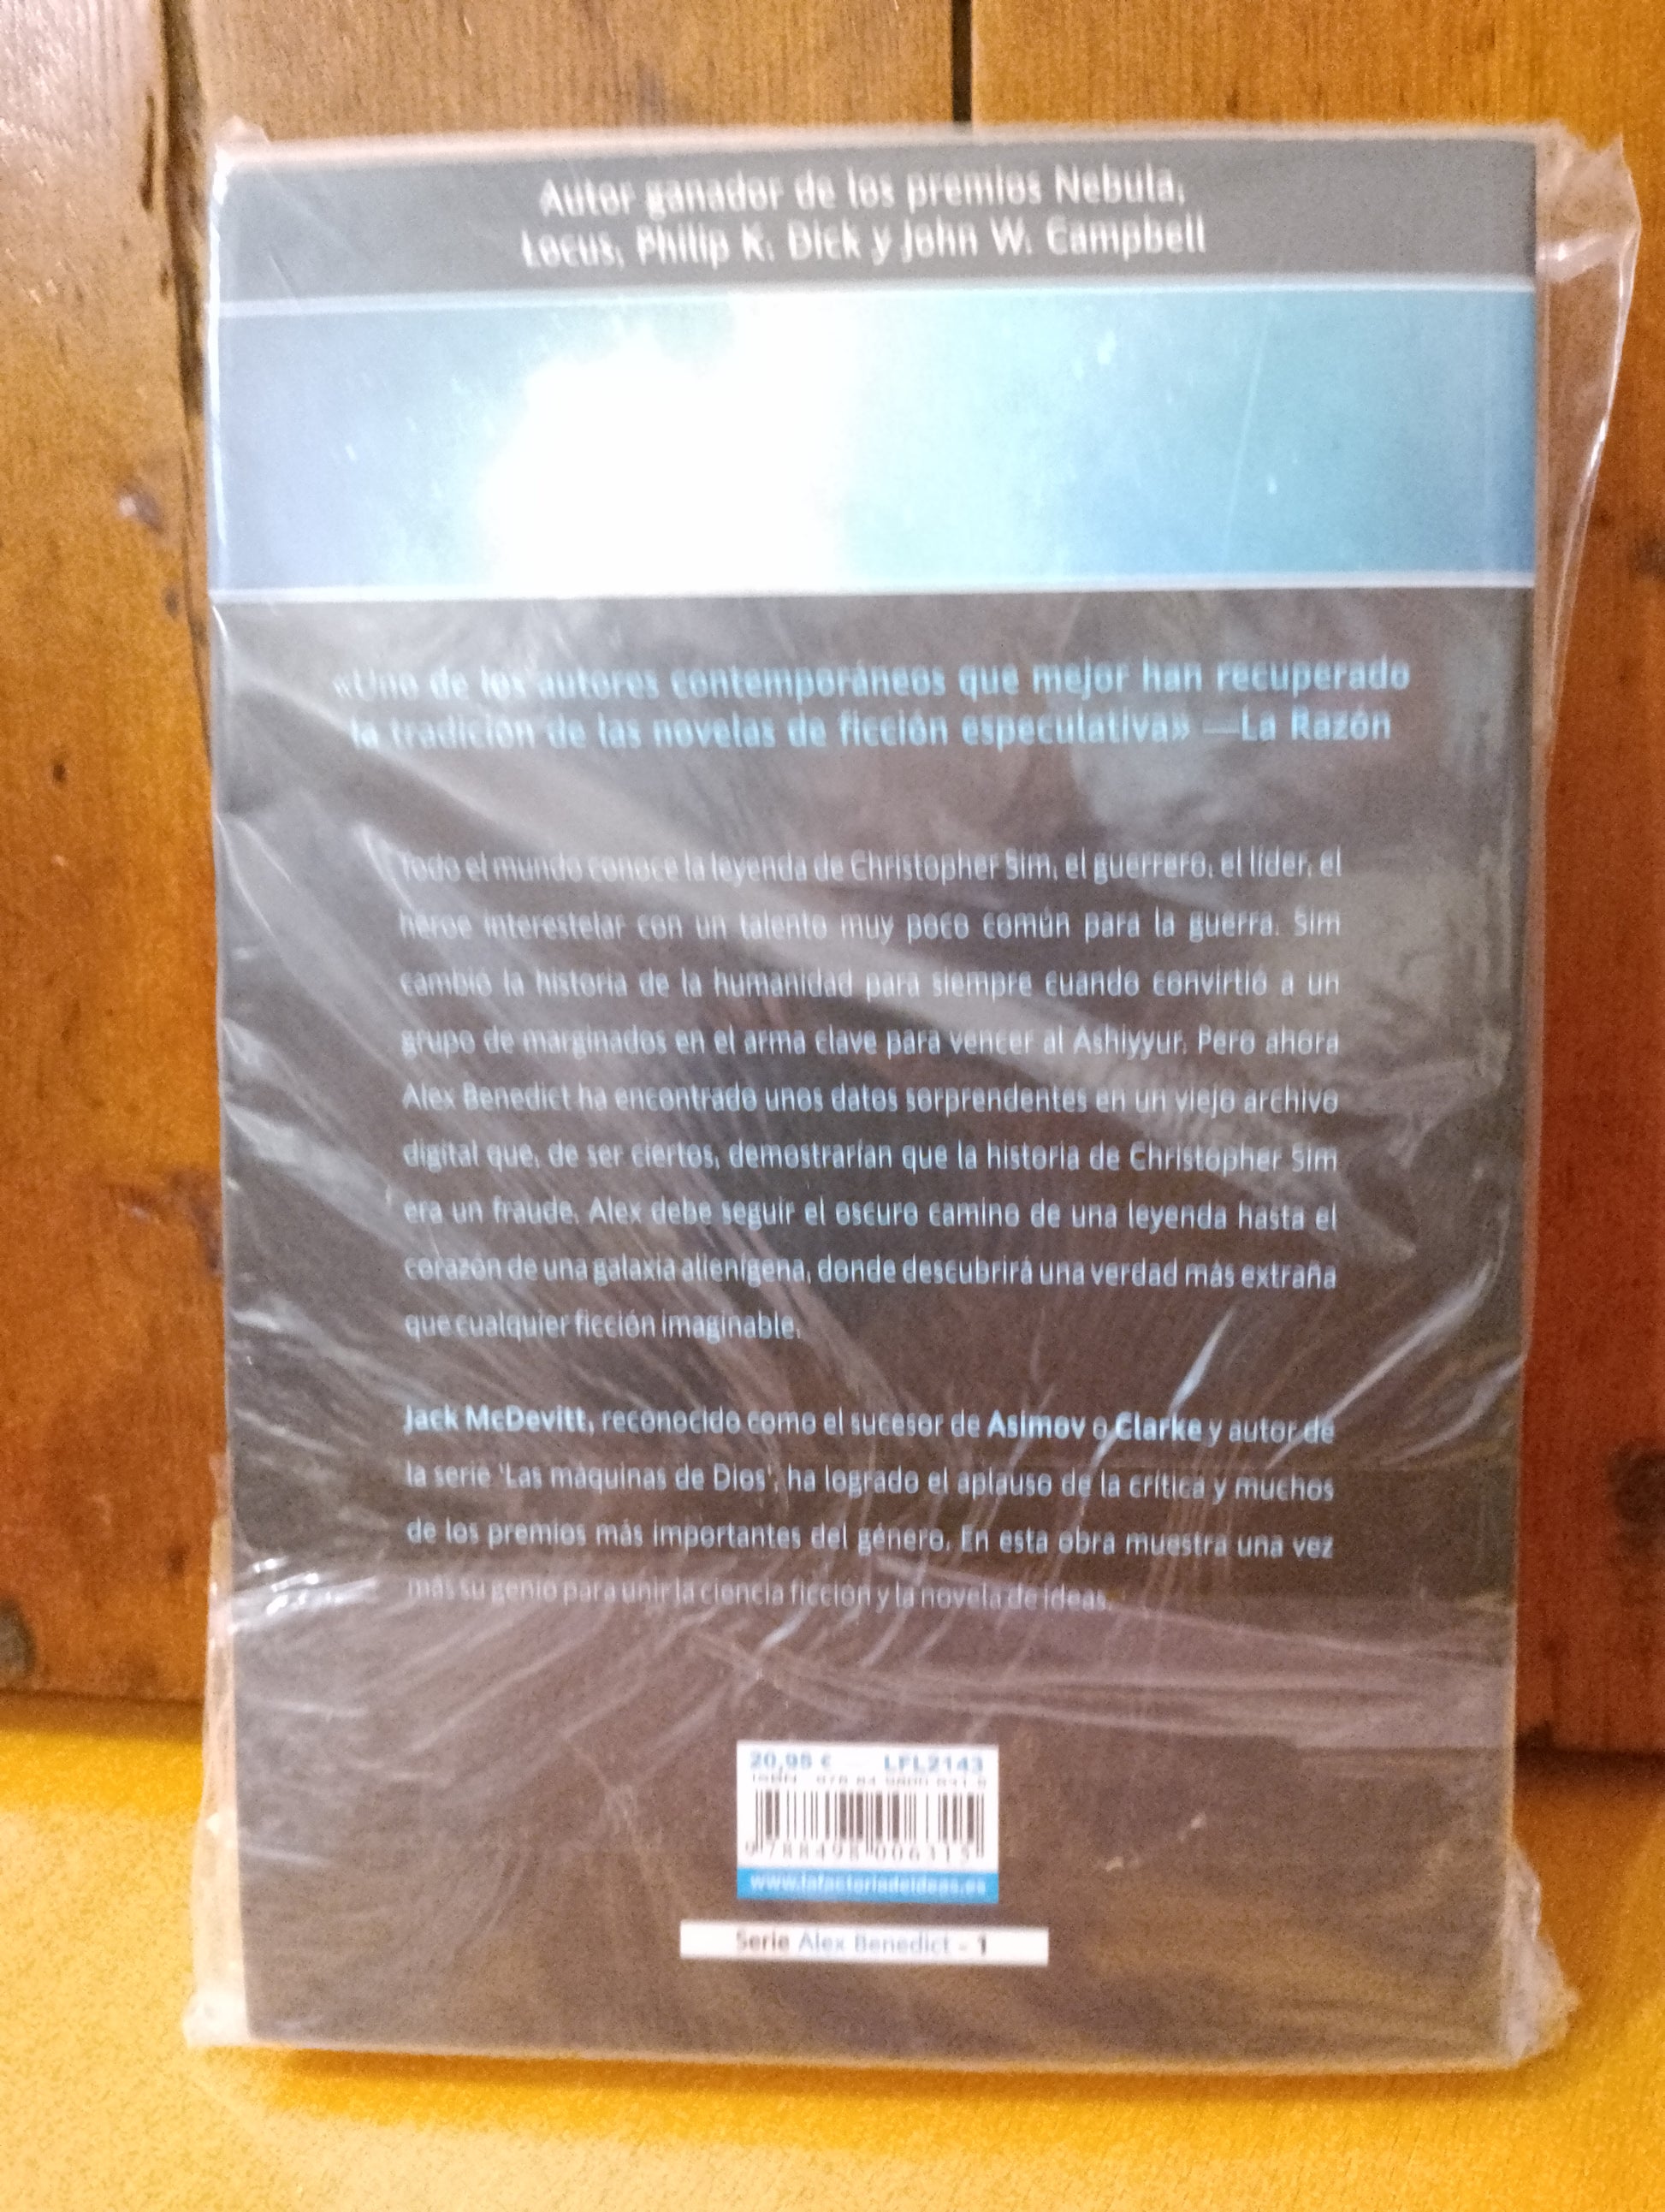 Autor ganador de los premios Nebula,
Locus, Philip K. Dick y John W. Campbell
«Uno de los autores contemporáneos que mejor han recuperado
la tradición de las novelas de ficción especulativa» —La Razón
Todo el mundo conoce la leyenda de Christopher Sim, el guerrero, el líder, el
héroe interestelar con un talento muy poco común para la guerra. Sim
cambió la historia de la humanidad para siempre cuando convirtió a un
grupo de marginados en el arma clave para vencer al Ashiyyur. Pero ahora
Alex Benedict ha encontrado unos datos sorprendentes en un viejo archivo
digital que, de ser ciertos, demostrarían que la historia de Christopher Sim
era un fraude. Alex debe seguir el oscuro camino de una leyenda hasta el
corazón de una galaxia alienígena, donde descubrirá una verdad más extraña
que cualquier ficción imaginable.
Jack McDevitt, reconocido como el sucesor de Asimov o Clarke y autor de
la serie 'Las máquinas de Dios', ha logrado el aplauso de la crítica y muchos
de los premios más importantes del género. En esta obra muestra una vez
más su genio para unir la ciencia ficción y la novela de ideas.
20,95 € LFL2143
ISBN 978-84-9800-631-5
9 788498 006315
www.lafactoriadeideas.es
Serie Alex Benedict - 1